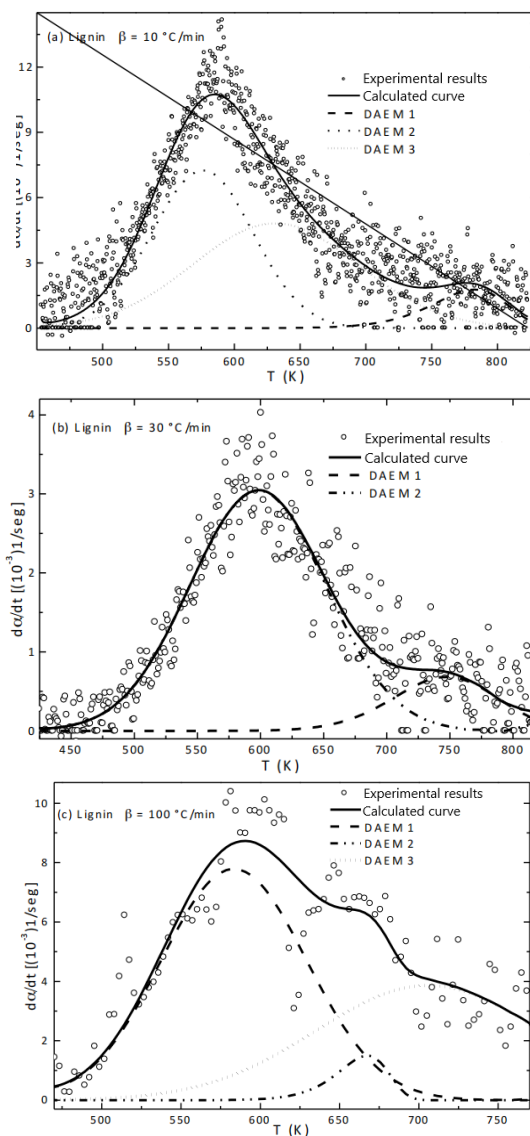 (a) Lignin β = 10 °C/min
Experimental results
Calculated curve
DAEM 1
DAEM 2
DAEM 3
12
9
6
3
0
500 550 600 650 700 750 800
T (K)
(b) Lignin β = 30 °C/min
Experimental results
Calculated curve
DAEM 1
DAEM 2
dα/dt [(10⁻³)1/seg]
4
3
2
1
0
450 500 550 600 650 700 750 800
T (K)
(c) Lignin β = 100 °C/min
Experimental results
Calculated curve
DAEM 1
DAEM 2
DAEM 3
dα/dt [(10⁻³)1/seg]
10
8
6
4
2
0
500 550 600 650 700 750
T (K)